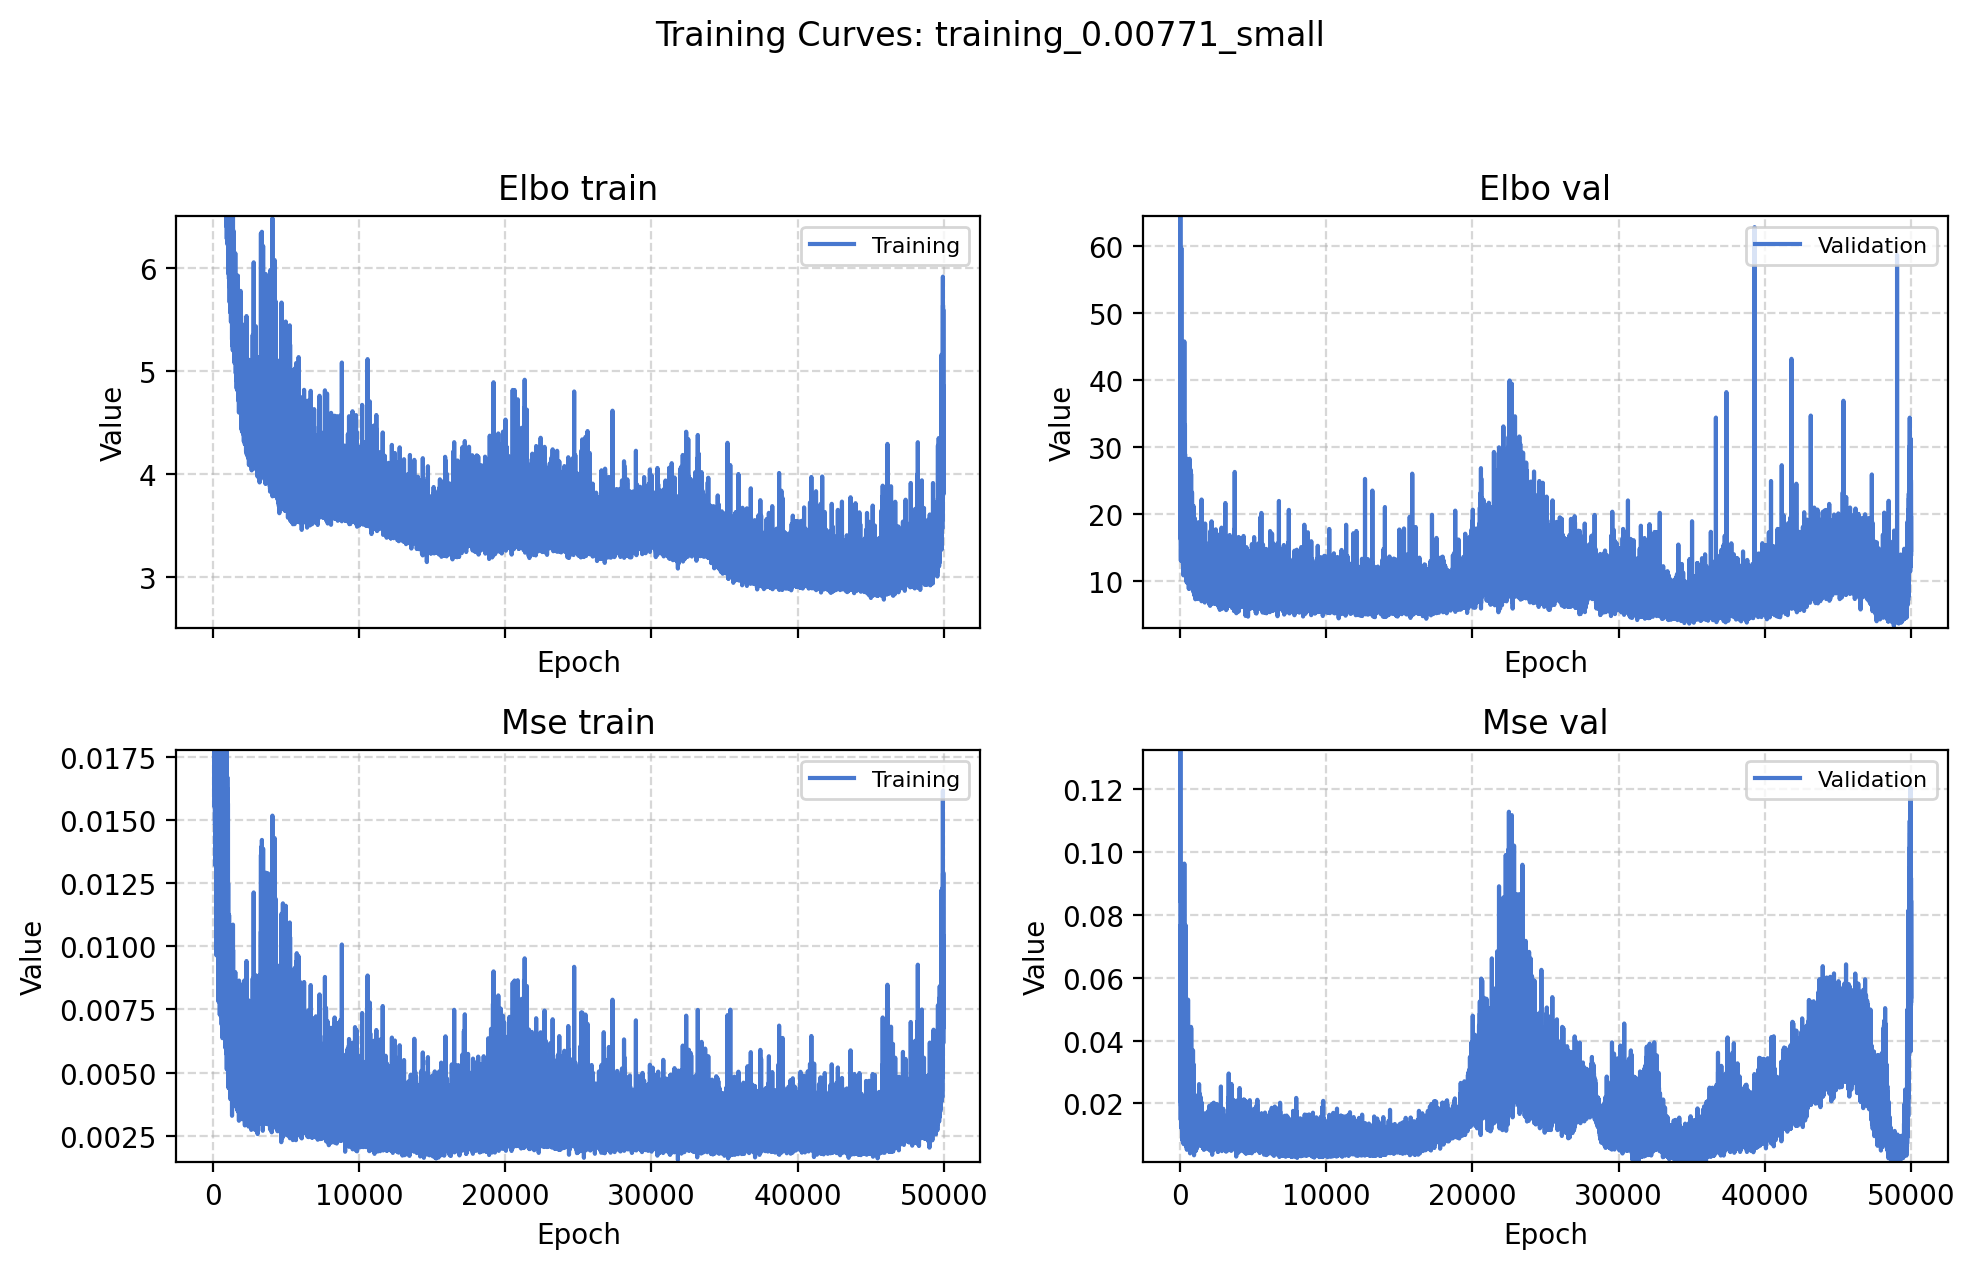 Training Curves: training_0.00771_small
Elbo train
Elbo val
Value
6
5
4
3
Training
Epoch
Value
60
50
40
30
20
10
Validation
Epoch
Mse train
Mse val
Value
0.0175
0.0150
0.0125
0.0100
0.0075
0.0050
0.0025
Training
0 10000 20000 30000 40000 50000
Epoch
Value
0.12
0.10
0.08
0.06
0.04
0.02
Validation
0 10000 20000 30000 40000 50000
Epoch